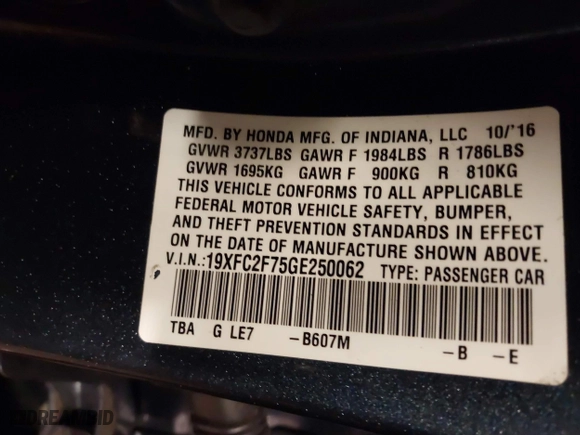 MFD. BY HONDA MFG. OF INDIANA, LLC 10/'16
GVWR 3737LBS GAWR F 1984LBS R 1786LBS
GVWR 1695KG GAWR F 900KG R 810KG
THIS VEHICLE CONFORMS TO ALL APPLICABLE
FEDERAL MOTOR VEHICLE SAFETY, BUMPER,
AND THEFT PREVENTION STANDARDS IN EFFECT
ON THE DATE OF MANUFACTURE SHOWN ABOVE.
V.I.N.:19XFC2F75GE250062 TYPE: PASSENGER CAR
TBA G LE7 -B607M -B -E